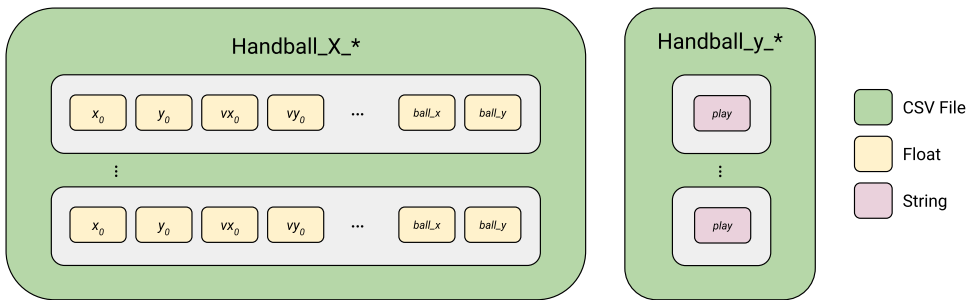 Handball_X_*
x0 y0 vx0 vy0 ... ball_x ball_y
⋮
x0 y0 vx0 vy0 ... ball_x ball_y
Handball_y_*
play
⋮
play
CSV File
Float
String